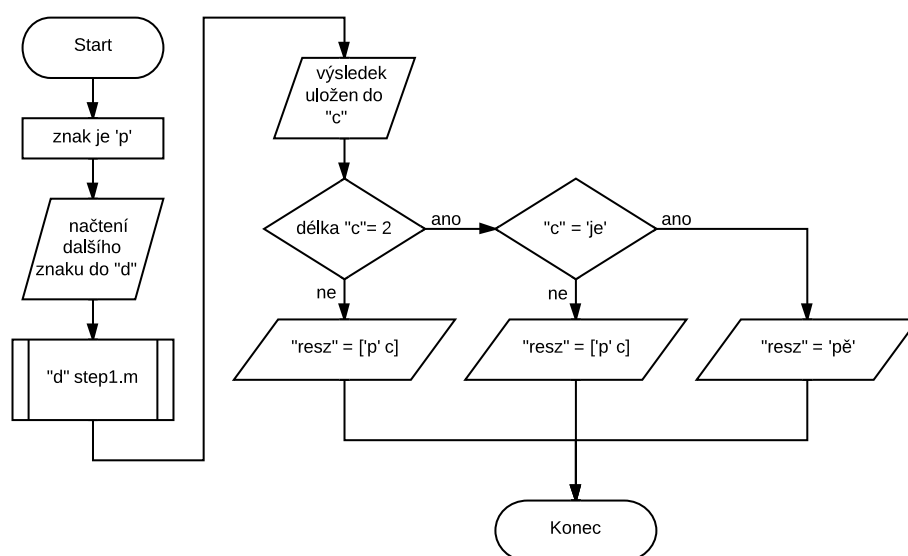 Start
znak je 'p'
načtení
dalšího
znaku do "d"
"d" step1.m
výsledek
uložen do
"c"
délka "c"= 2
ano
"c" = 'je'
ano
ne
ne
"resz" = ['p' c]
"resz" = ['p' c]
"resz" = 'pě'
Konec